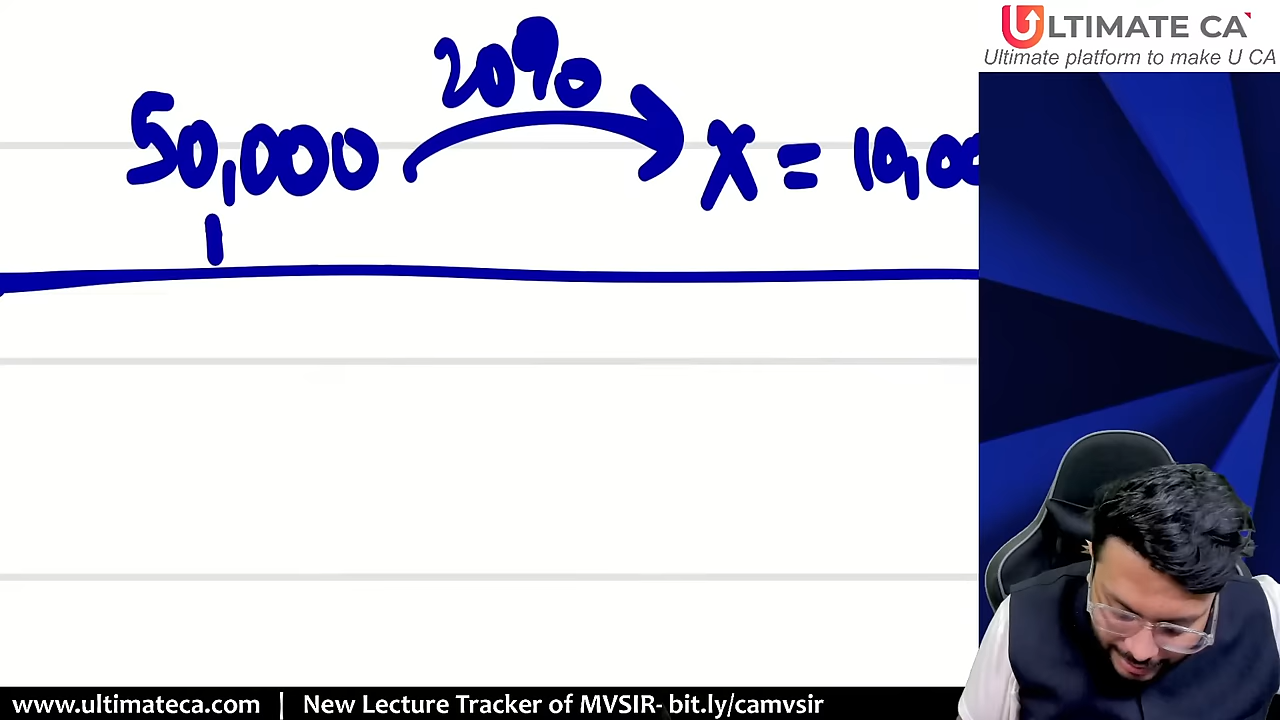 20%
50,000 x = 10,00
1
ULTIMATE CA
Ultimate platform to make U CA
www.ultimateca.com | New Lecture Tracker of MVSIR- bit.ly/camvsir